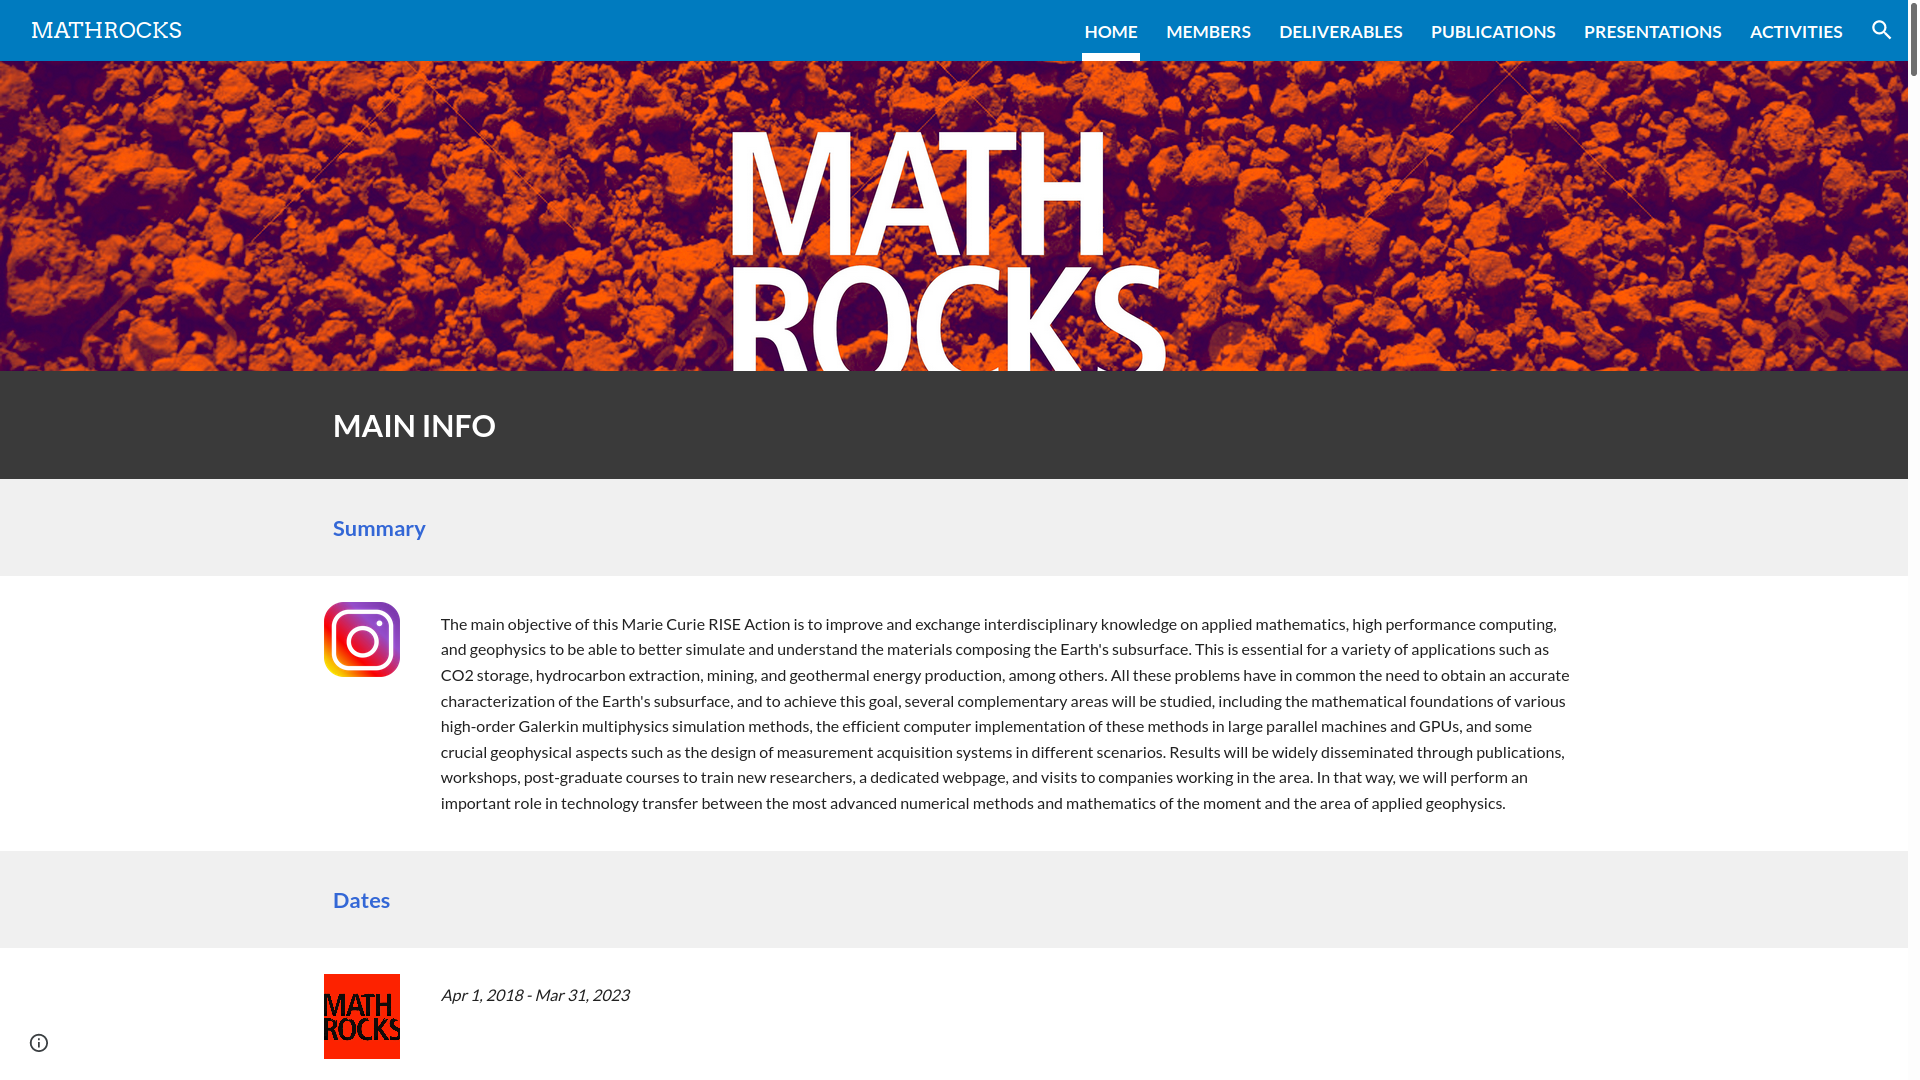 MATHROCKS
HOME MEMBERS DELIVERABLES PUBLICATIONS PRESENTATIONS ACTIVITIES
MATH
ROCKS
MAIN INFO
Summary
The main objective of this Marie Curie RISE Action is to improve and exchange interdisciplinary knowledge on applied mathematics, high performance computing,
and geophysics to be able to better simulate and understand the materials composing the Earth's subsurface. This is essential for a variety of applications such as
CO2 storage, hydrocarbon extraction, mining, and geothermal energy production, among others. All these problems have in common the need to obtain an accurate
characterization of the Earth's subsurface, and to achieve this goal, several complementary areas will be studied, including the mathematical foundations of various
high-order Galerkin multiphysics simulation methods, the efficient computer implementation of these methods in large parallel machines and GPUs, and some
crucial geophysical aspects such as the design of measurement acquisition systems in different scenarios. Results will be widely disseminated through publications,
workshops, post-graduate courses to train new researchers, a dedicated webpage, and visits to companies working in the area. In that way, we will perform an
important role in technology transfer between the most advanced numerical methods and mathematics of the moment and the area of applied geophysics.
Dates
MATH
ROCKS
Apr 1, 2018 - Mar 31, 2023